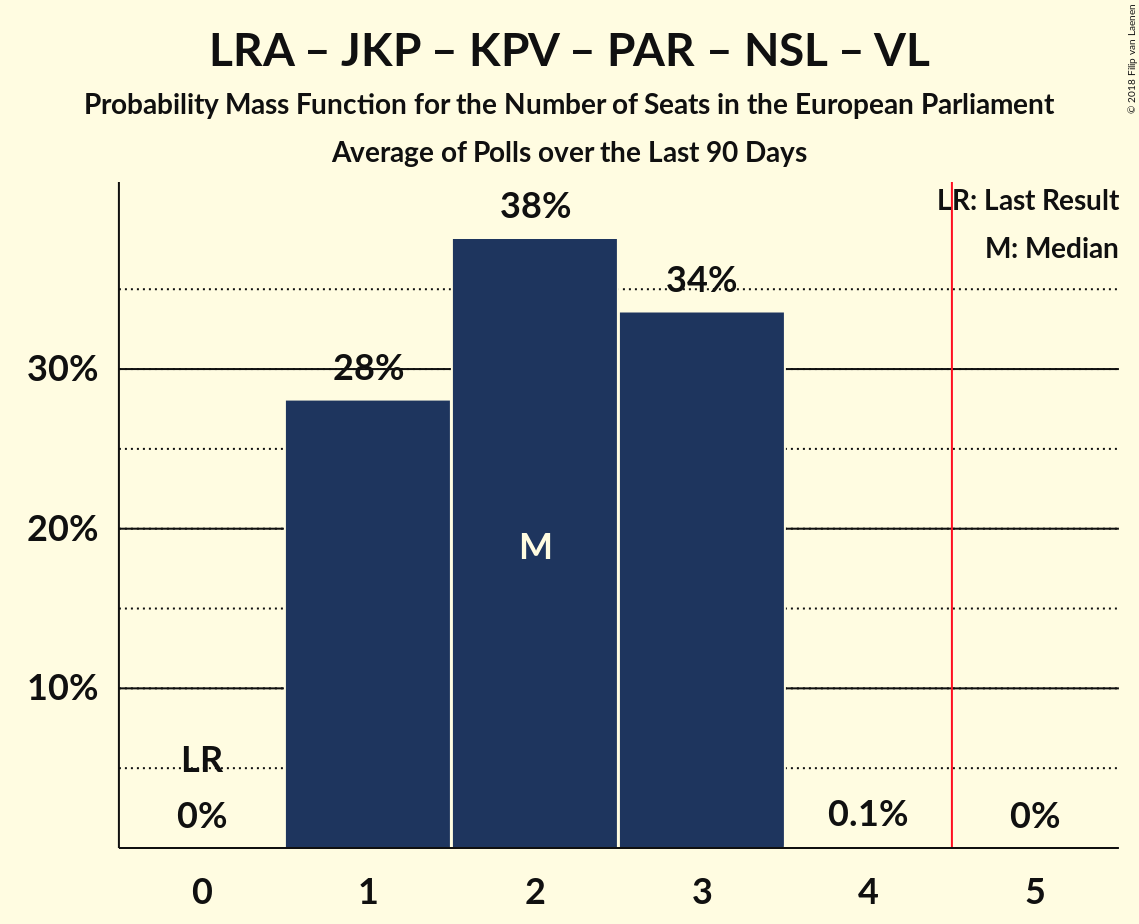 LRA – JKP – KPV – PAR – NSL – VL
Probability Mass Function for the Number of Seats in the European Parliament
Average of Polls over the Last 90 Days
© 2018 Filip van Laenen
LR: Last Result
M: Median
38%
34%
28%
30%
20%
10%
M
LR
0%
0.1%
0%
0 1 2 3 4 5